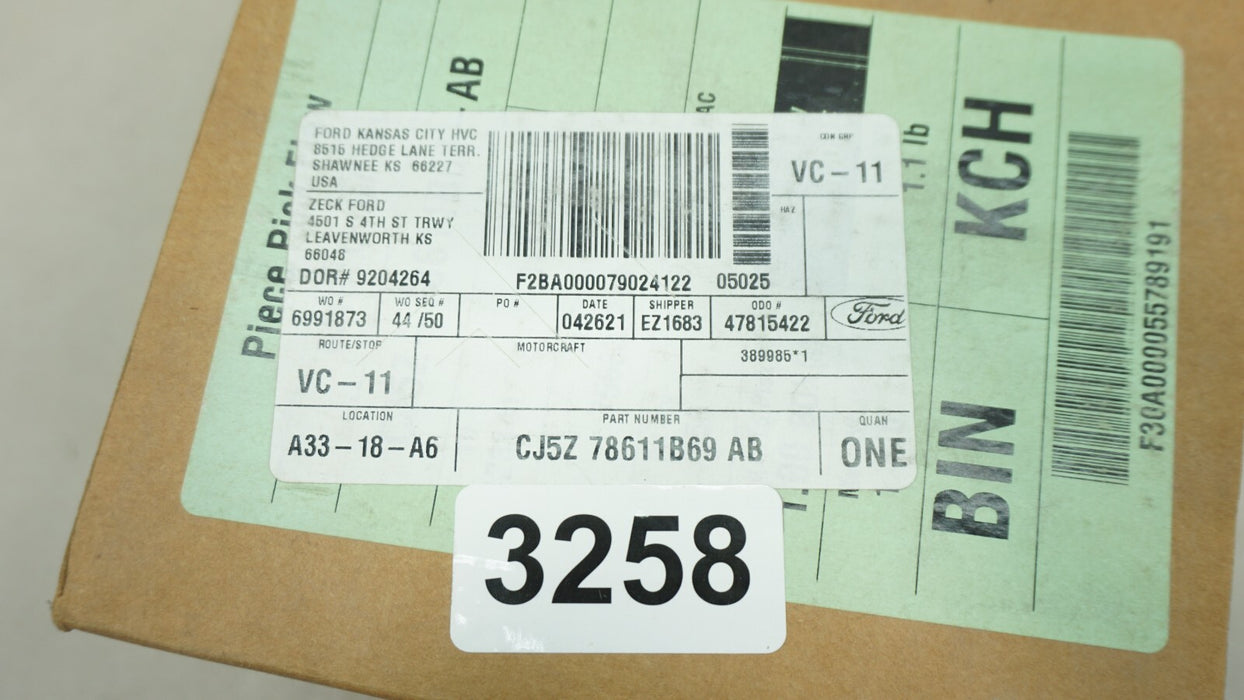 FORD KANSAS CITY HVC
8515 HEDGE LANE TERR.
SHAWNEE KS 66227
USA
ZECK FORD
4501 S 4TH ST TRWY
LEAVENWORTH KS
66048
DOR# 9204264
F2BA000079024122 05025
VC-11
HAZ
WO # WO SEQ # PO # DATE SHIPPER ODO #
6991873 44/50 042621 EZ1683 47815422
Ford
ROUTE/STOP MOTORCRAFT 389985*1
VC-11
LOCATION PART NUMBER QUAN
A33-18-A6 CJ5Z 78611B69 AB ONE
3258
Piece Pick
AB
AC
1.1 lb
KCH
BIN
F30A000055789191